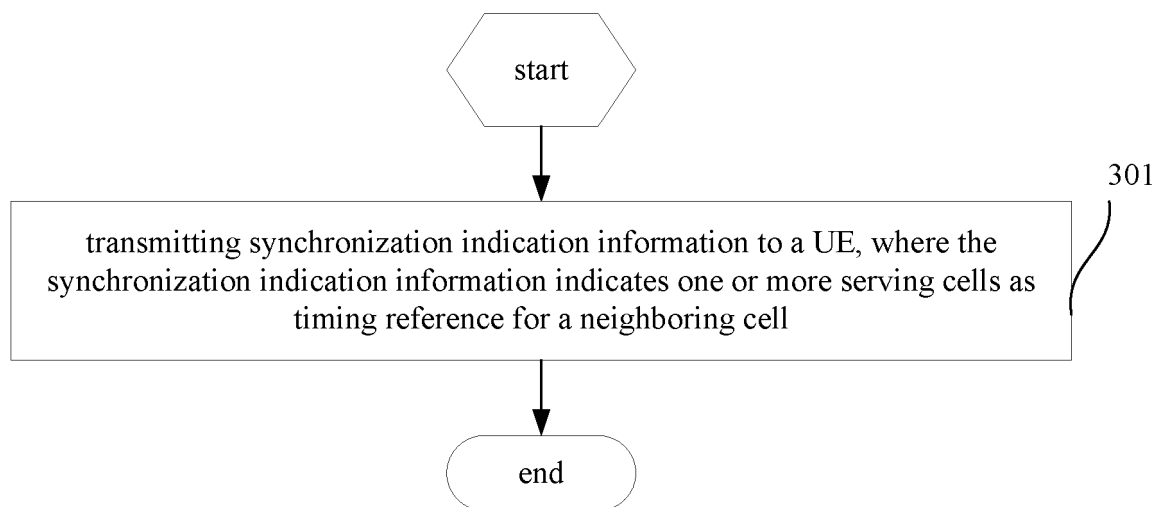 start
301
transmitting synchronization indication information to a UE, where the
synchronization indication information indicates one or more serving cells as
timing reference for a neighboring cell
end